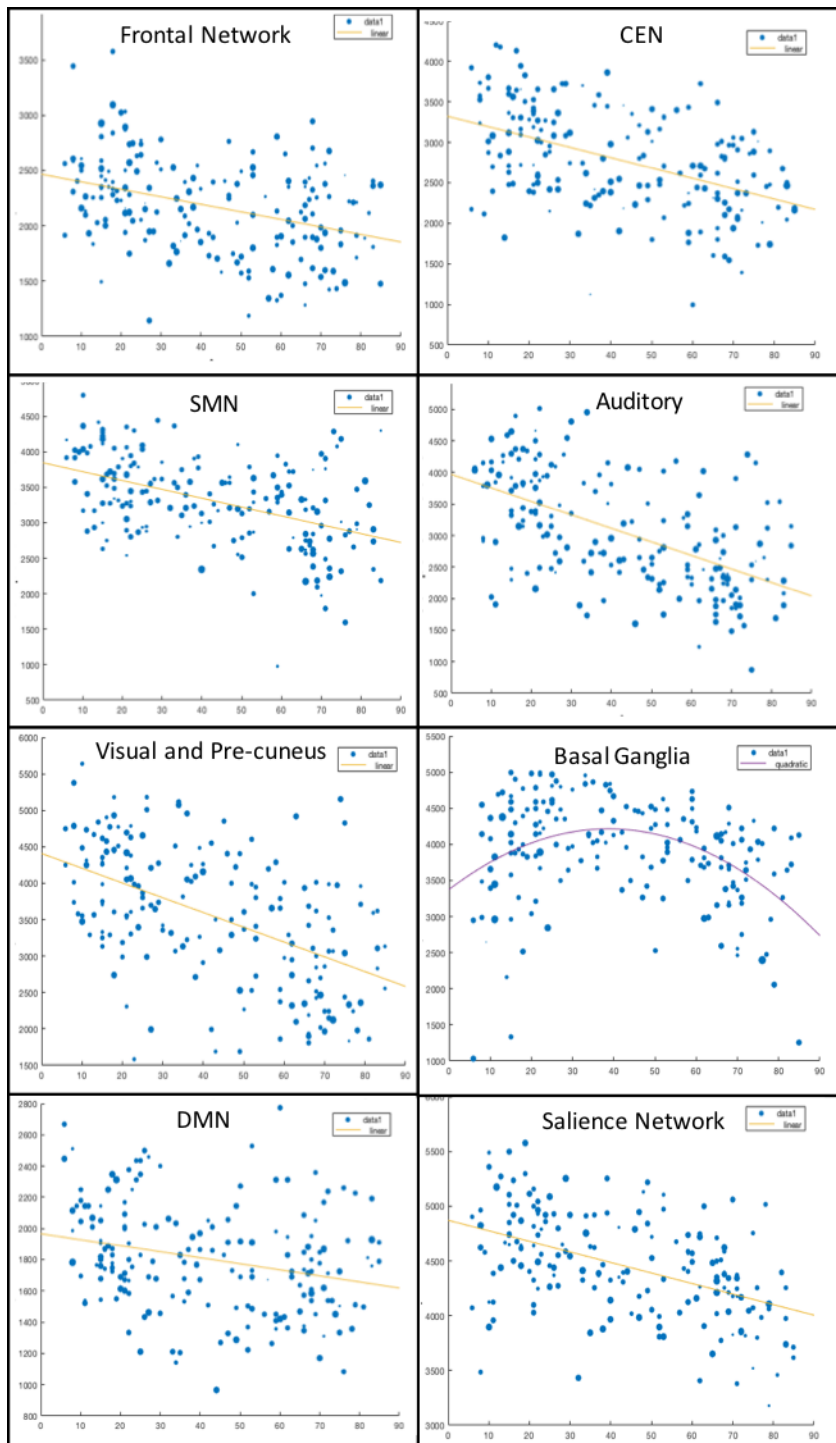 Frontal Network
data1
linear
3500
3000
2500
2000
1500
1000
0 10 20 30 40 50 60 70 80 90
CEN
data1
linear
4500
4000
3500
3000
2500
2000
1500
1000
500
0 10 20 30 40 50 60 70 80 90
SMN
data1
linear
4500
4000
3500
3000
2500
2000
1500
1000
500
0 10 20 30 40 50 60 70 80 90
Auditory
data1
linear
5000
4500
4000
3500
3000
2500
2000
1500
1000
500
0 10 20 30 40 50 60 70 80 90
Visual and Pre-cuneus
data1
linear
6000
5500
5000
4500
4000
3500
3000
2500
2000
1500
0 10 20 30 40 50 60 70 80 90
Basal Ganglia
data1
quadratic
5500
5000
4500
4000
3500
3000
2500
2000
1500
1000
0 10 20 30 40 50 60 70 80 90
DMN
data1
linear
2800
2600
2400
2200
2000
1800
1600
1400
1200
1000
800
0 10 20 30 40 50 60 70 80 90
Salience Network
data1
linear
5500
5000
4500
4000
3500
3000
0 10 20 30 40 50 60 70 80 90